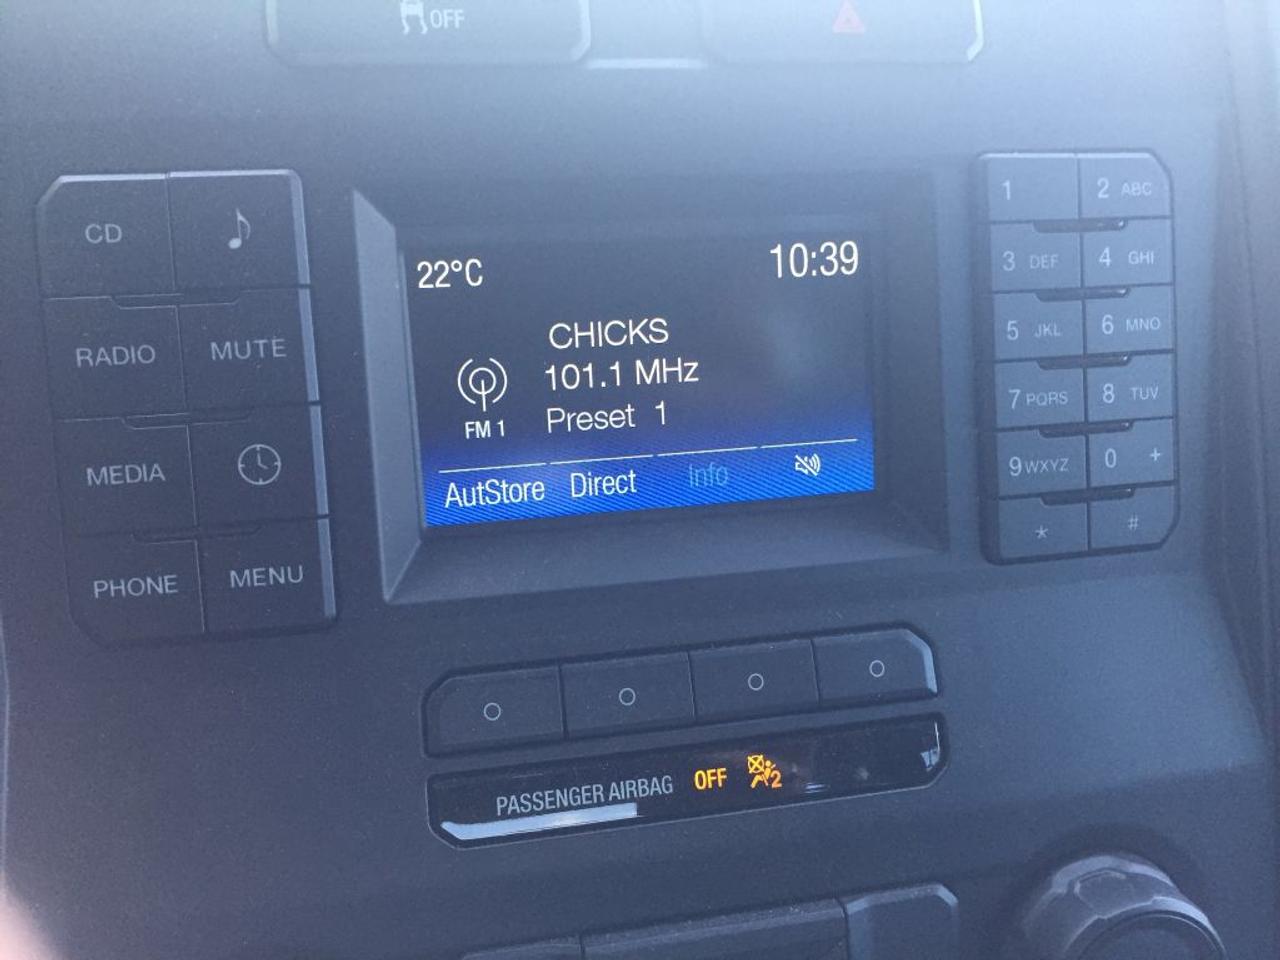 OFF
CD
RADIO MUTE
MEDIA
PHONE MENU
22°C 10:39
CHICKS
101.1 MHz
FM 1 Preset 1
AutStore Direct Info
1 2 ABC
3 DEF 4 GHI
5 JKL 6 MNO
7 PQRS 8 TUV
9 WXYZ 0 +
* #
PASSENGER AIRBAG OFF 2